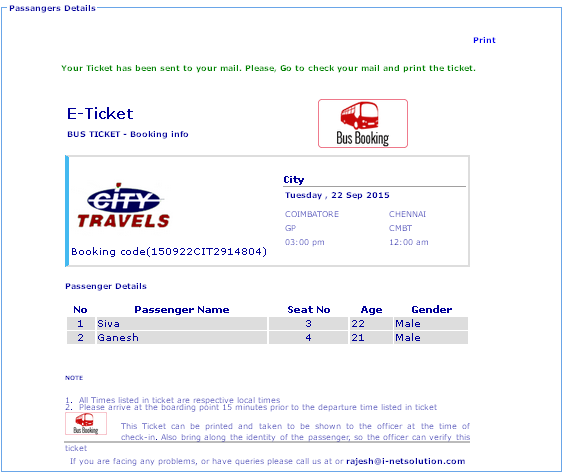 Passangers Details
Print
Your Ticket has been sent to your mail. Please, Go to check your mail and print the ticket.
E-Ticket
BUS TICKET - Booking info
Bus Booking
CITY
TRAVELS
Booking code(150922CIT2914804)
City
Tuesday , 22 Sep 2015
COIMBATORE CHENNAI
GP CMBT
03:00 pm 12:00 am
Passenger Details
No Passenger Name Seat No Age Gender
1 Siva 3 22 Male
2 Ganesh 4 21 Male
NOTE
1. All Times listed in ticket are respective local times
2. Please arrive at the boarding point 15 minutes prior to the departure time listed in ticket
Bus Booking
This Ticket can be printed and taken to be shown to the officer at the time of
check-in. Also bring along the identity of the passenger, so the officer can verify this
ticket
If you are facing any problems, or have queries please call us at or rajesh@i-netsolution.com